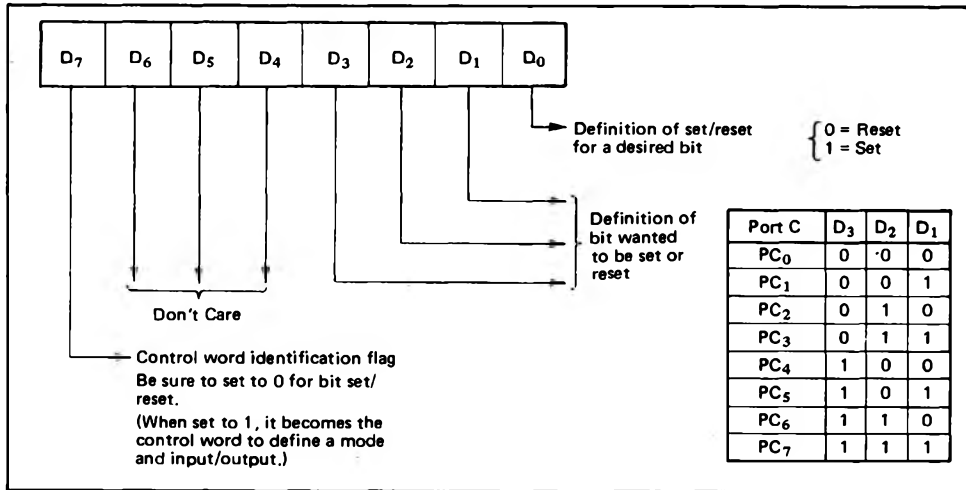 D7 D6 D5 D4 D3 D2 D1 D0
Definition of set/reset
for a desired bit
0 = Reset
1 = Set
Definition of
bit wanted
to be set or
reset
Don't Care
Control word identification flag
Be sure to set to 0 for bit set/
reset.
(When set to 1, it becomes the
control word to define a mode
and input/output.)
Port C D3 D2 D1
PC0 0 0 0
PC1 0 0 1
PC2 0 1 0
PC3 0 1 1
PC4 1 0 0
PC5 1 0 1
PC6 1 1 0
PC7 1 1 1